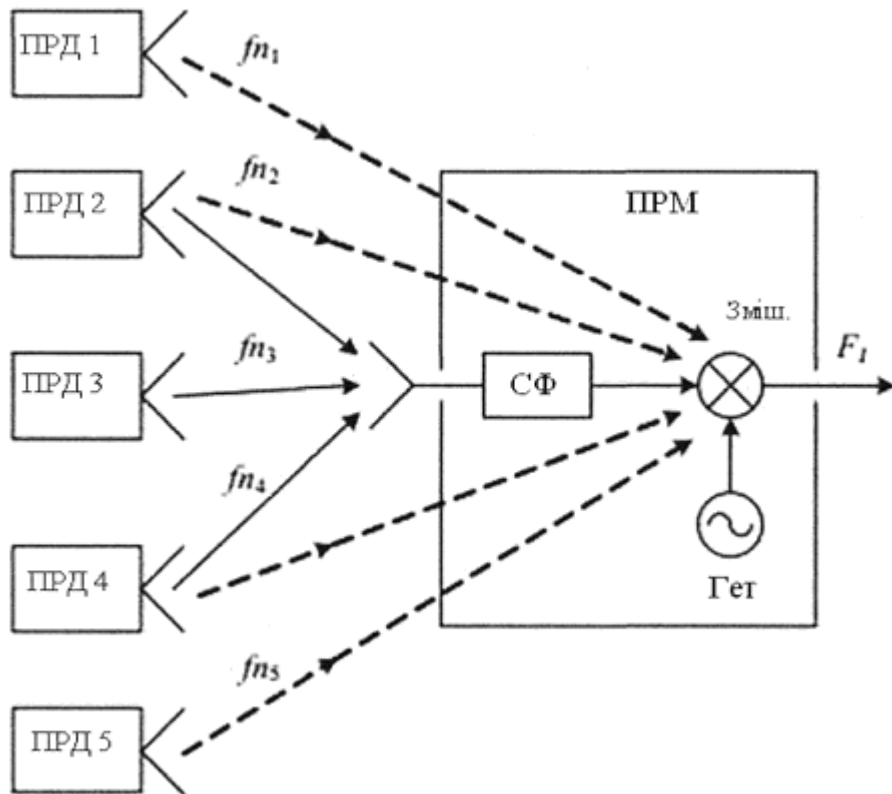 ПРД 1
fn₁
ПРД 2
fn₂
ПРМ
Зміш.
ПРД 3
fn₃
СФ
F_I
fn₄
ПРД 4
Гет
fn₅
ПРД 5